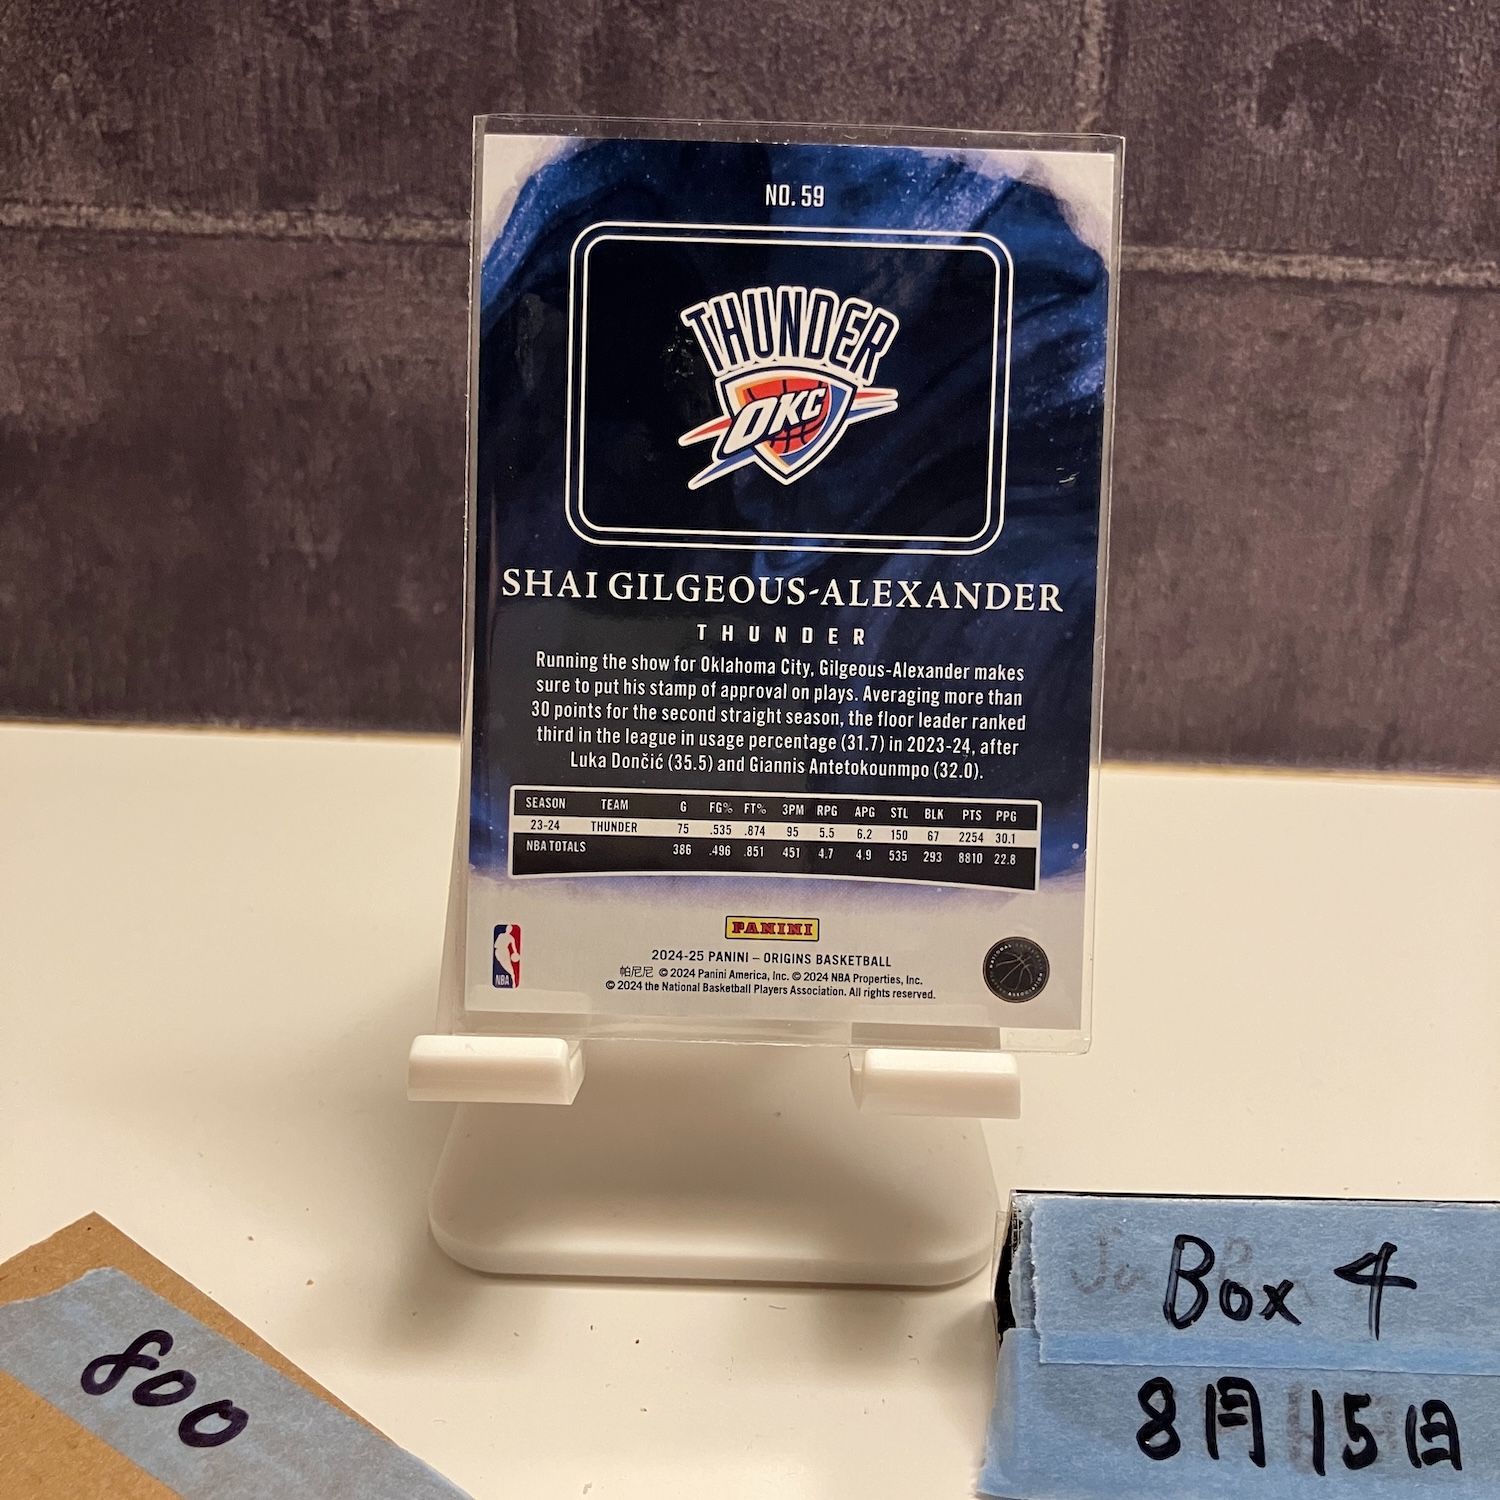 NO. 59
THUNDER
OKC
SHAI GILGEOUS-ALEXANDER
THUNDER
Running the show for Oklahoma City, Gilgeous-Alexander makes
sure to put his stamp of approval on plays. Averaging more than
30 points for the second straight season, the floor leader ranked
third in the league in usage percentage (31.7) in 2023-24, after
Luka Dončić (35.5) and Giannis Antetokounmpo (32.0).
SEASON TEAM G FG% FT% 3PM RPG APG STL BLK PTS PPG
23-24 THUNDER 75 .535 .874 95 5.5 6.2 150 67 2254 30.1
NBA TOTALS 386 .496 .851 451 4.7 4.9 535 293 8810 22.8
PANINI
NBA
2024-25 PANINI – ORIGINS BASKETBALL
帕尼尼 © 2024 Panini America, Inc. © 2024 NBA Properties, Inc.
© 2024 the National Basketball Players Association. All rights reserved.
Box 4
8月15日
800